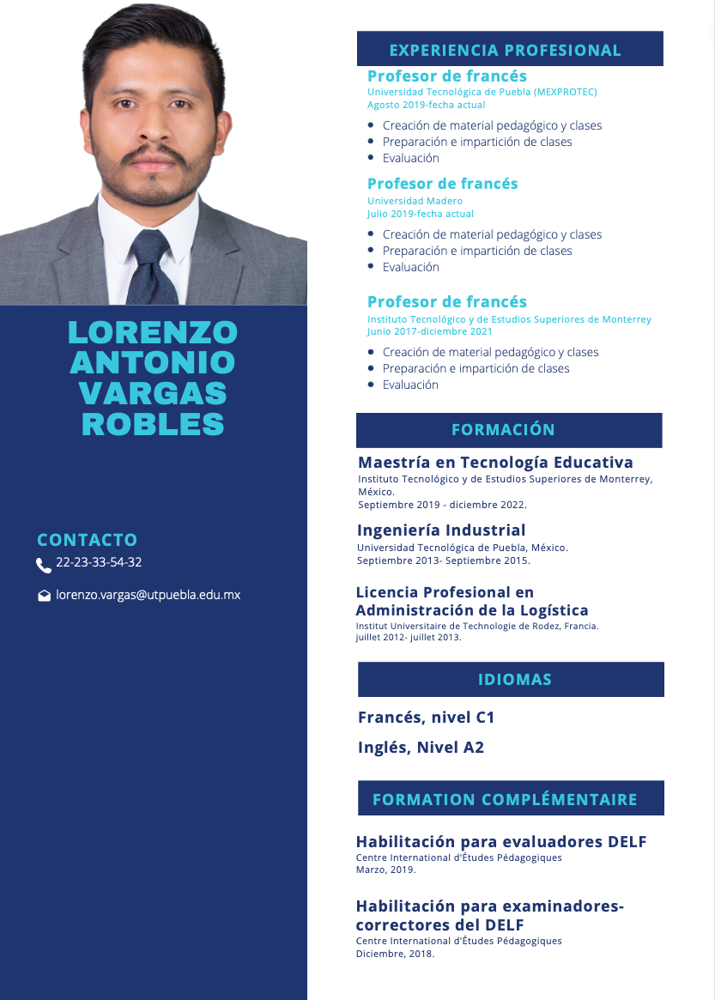 LORENZO
ANTONIO
VARGAS
ROBLES
CONTACTO
22-23-33-54-32
lorenzo.vargas@utpuebla.edu.mx
EXPERIENCIA PROFESIONAL
Profesor de francés
Universidad Tecnológica de Puebla (MEXPROTEC)
Agosto 2019-fecha actual
• Creación de material pedagógico y clases
• Preparación e impartición de clases
• Evaluación
Profesor de francés
Universidad Madero
Julio 2019-fecha actual
• Creación de material pedagógico y clases
• Preparación e impartición de clases
• Evaluación
Profesor de francés
Instituto Tecnológico y de Estudios Superiores de Monterrey
Junio 2017-diciembre 2021
• Creación de material pedagógico y clases
• Preparación e impartición de clases
• Evaluación
FORMACIÓN
Maestría en Tecnología Educativa
Instituto Tecnológico y de Estudios Superiores de Monterrey,
México.
Septiembre 2019 - diciembre 2022.
Ingeniería Industrial
Universidad Tecnológica de Puebla, México.
Septiembre 2013- Septiembre 2015.
Licencia Profesional en
Administración de la Logística
Institut Universitaire de Technologie de Rodez, Francia.
juillet 2012- juillet 2013.
IDIOMAS
Francés, nivel C1
Inglés, Nivel A2
FORMATION COMPLÉMENTAIRE
Habilitación para evaluadores DELF
Centre International d'Études Pédagogiques
Marzo, 2019.
Habilitación para examinadores-
correctores del DELF
Centre International d'Études Pédagogiques
Diciembre, 2018.